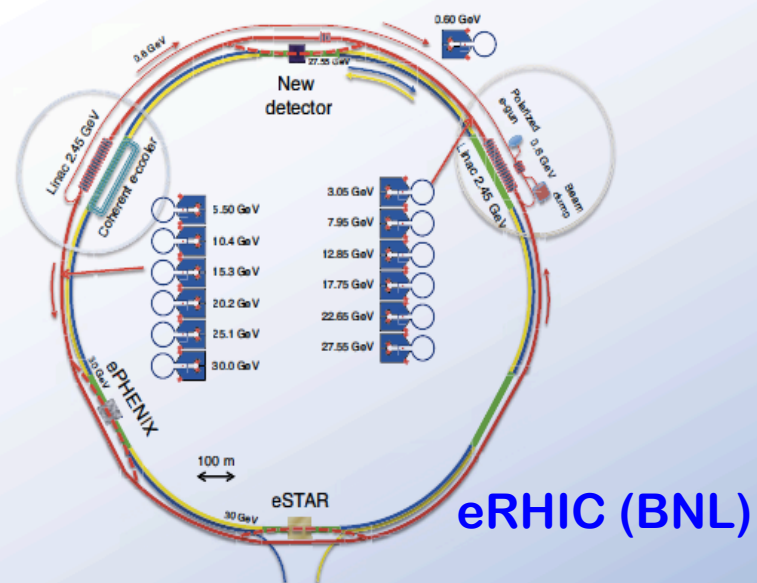 0.60 GeV
0.6 GeV
27.55 GeV
New
detector
Linac 2.45 GeV
Coherent e-cooler
Polarized
e-gun
0.6 GeV
Beam
dump
Linac 2.45 GeV
5.50 GeV
10.4 GeV
15.3 GeV
20.2 GeV
25.1 GeV
30.0 GeV
3.05 GeV
7.95 GeV
12.85 GeV
17.75 GeV
22.65 GeV
27.55 GeV
30 GeV
ePHENIX
100 m
eSTAR
30 GeV
eRHIC (BNL)